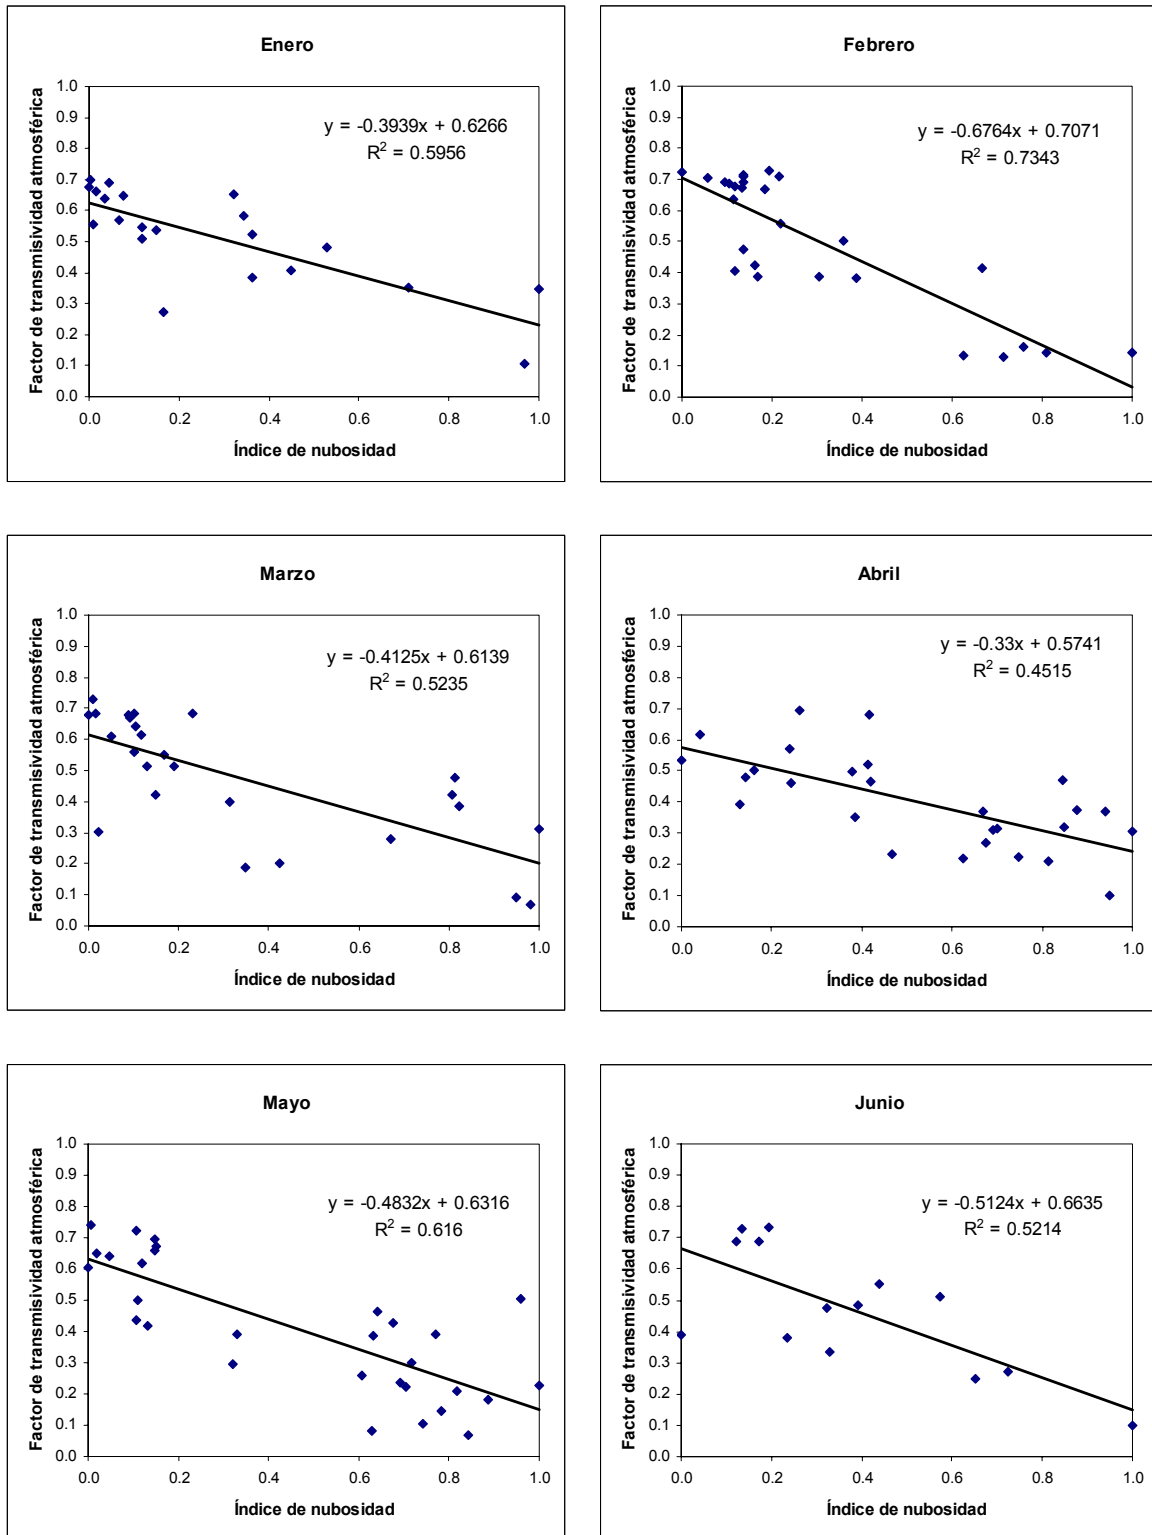 Enero
Factor de transmisividad atmosférica
1.0
0.9
0.8
0.7
0.6
0.5
0.4
0.3
0.2
0.1
0.0
y = -0.3939x + 0.6266
R² = 0.5956
0.0 0.2 0.4 0.6 0.8 1.0
Índice de nubosidad
Febrero
Factor de transmisividad atmosférica
1.0
0.9
0.8
0.7
0.6
0.5
0.4
0.3
0.2
0.1
0.0
y = -0.6764x + 0.7071
R² = 0.7343
0.0 0.2 0.4 0.6 0.8 1.0
Índice de nubosidad
Marzo
Factor de transmisividad atmosférica
1.0
0.9
0.8
0.7
0.6
0.5
0.4
0.3
0.2
0.1
0.0
y = -0.4125x + 0.6139
R² = 0.5235
0.0 0.2 0.4 0.6 0.8 1.0
Índice de nubosidad
Abril
Factor de transmisividad atmosférica
1.0
0.9
0.8
0.7
0.6
0.5
0.4
0.3
0.2
0.1
0.0
y = -0.33x + 0.5741
R² = 0.4515
0.0 0.2 0.4 0.6 0.8 1.0
Índice de nubosidad
Mayo
Factor de transmisividad atmosférica
1.0
0.9
0.8
0.7
0.6
0.5
0.4
0.3
0.2
0.1
0.0
y = -0.4832x + 0.6316
R² = 0.616
0.0 0.2 0.4 0.6 0.8 1.0
Índice de nubosidad
Junio
Factor de transmisividad atmosférica
1.0
0.9
0.8
0.7
0.6
0.5
0.4
0.3
0.2
0.1
0.0
y = -0.5124x + 0.6635
R² = 0.5214
0.0 0.2 0.4 0.6 0.8 1.0
Índice de nubosidad